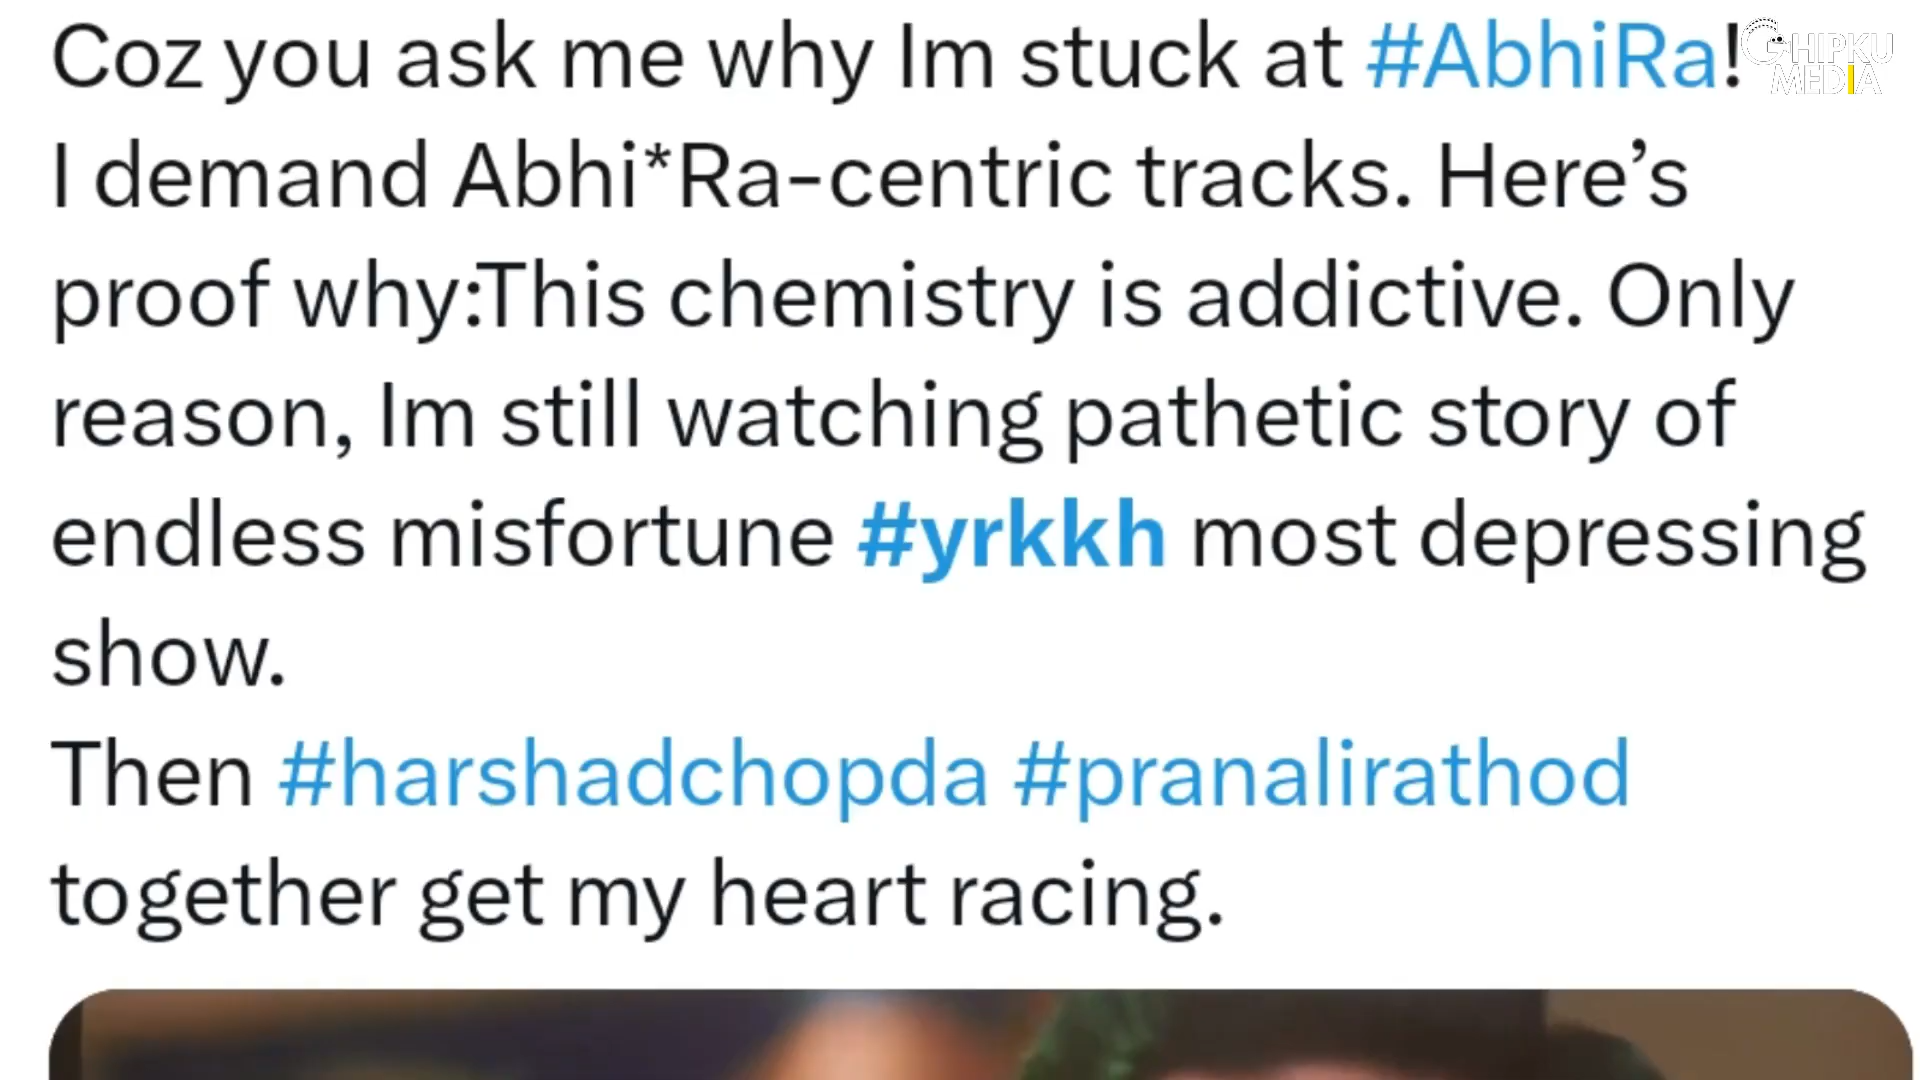 Coz you ask me why Im stuck at #AbhiRa!
I demand Abhi*Ra-centric tracks. Here’s
proof why:This chemistry is addictive. Only
reason, Im still watching pathetic story of
endless misfortune #yrkkh most depressing
show.
Then #harshadchopda #pranalirathod
together get my heart racing.
CHIPKU
MEDIA